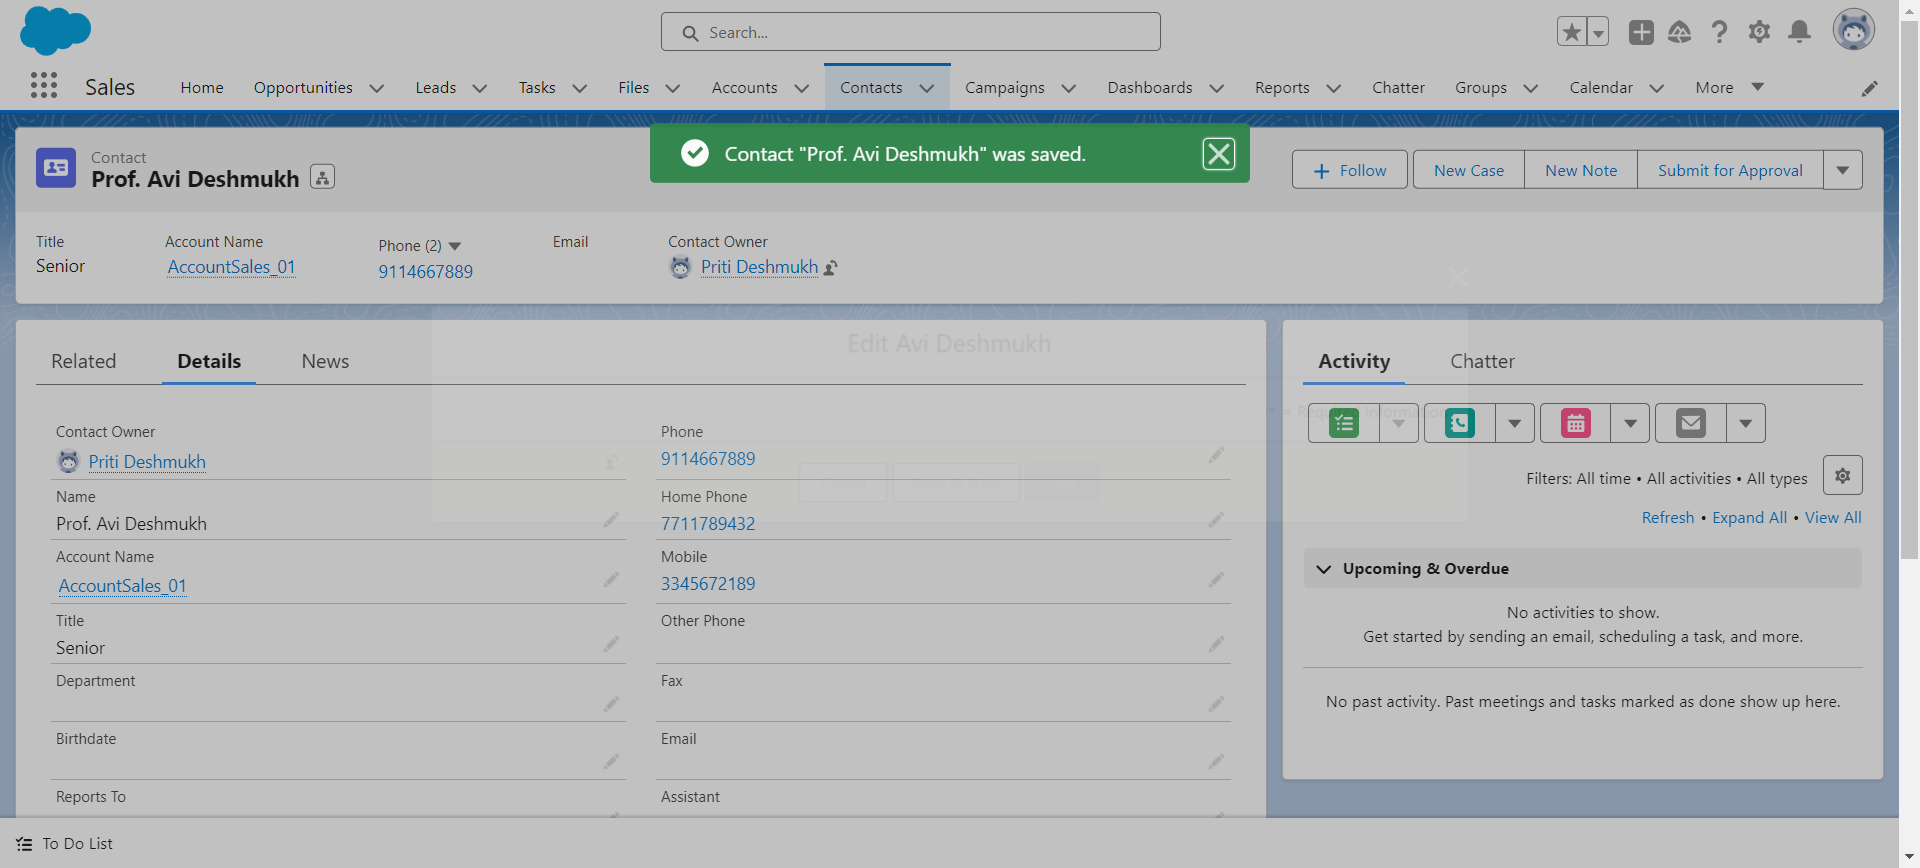 Search...
Sales
Home
Opportunities
Leads
Tasks
Files
Accounts
Contacts
Campaigns
Dashboards
Reports
Chatter
Groups
Calendar
More
Contact "Prof. Avi Deshmukh" was saved.
Contact
Prof. Avi Deshmukh
Follow
New Case
New Note
Submit for Approval
Title
Senior
Account Name
AccountSales_01
Phone (2)
9114667889
Email
Contact Owner
Priti Deshmukh
Edit Avi Deshmukh
= Required Information
Related
Details
News
Contact Owner
Priti Deshmukh
Name
Prof. Avi Deshmukh
Account Name
AccountSales_01
Title
Senior
Department
Birthdate
Reports To
Phone
9114667889
Home Phone
7711789432
Mobile
3345672189
Other Phone
Fax
Email
Assistant
Activity
Chatter
Filters: All time • All activities • All types
Refresh • Expand All • View All
Upcoming & Overdue
No activities to show.
Get started by sending an email, scheduling a task, and more.
No past activity. Past meetings and tasks marked as done show up here.
To Do List